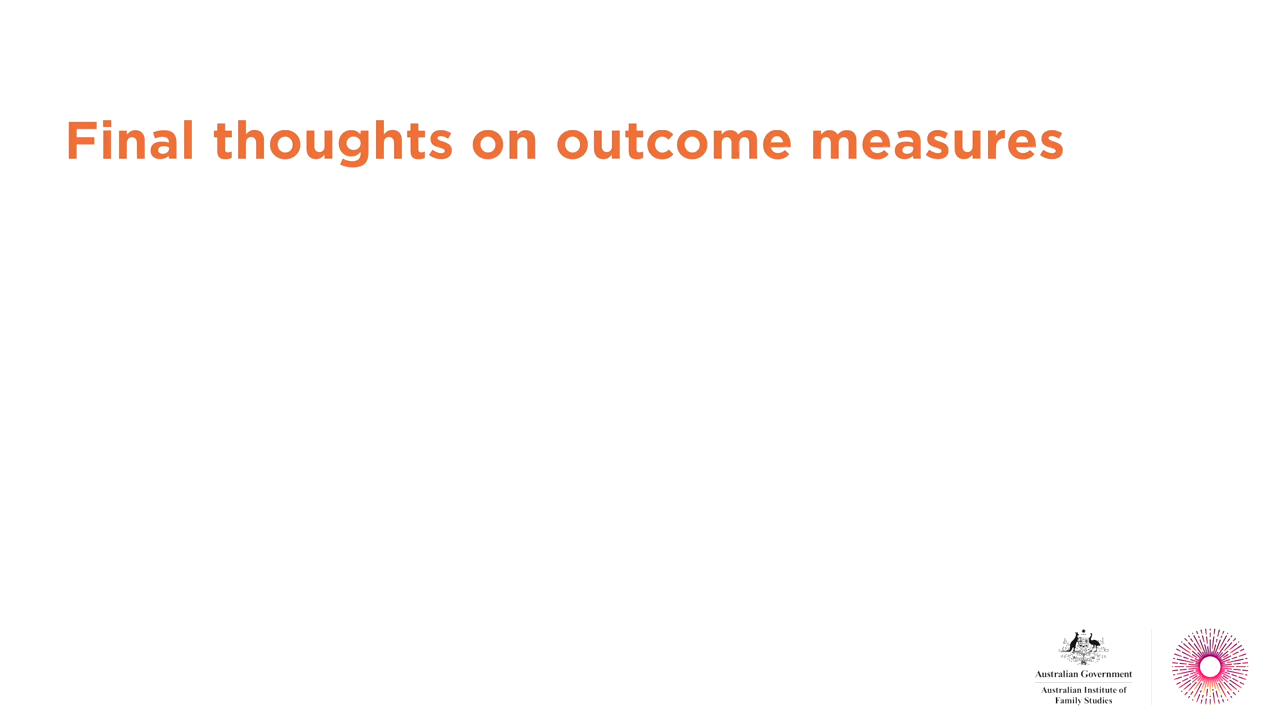 Final thoughts on outcome measures
Australian Government
Australian Institute of
Family Studies